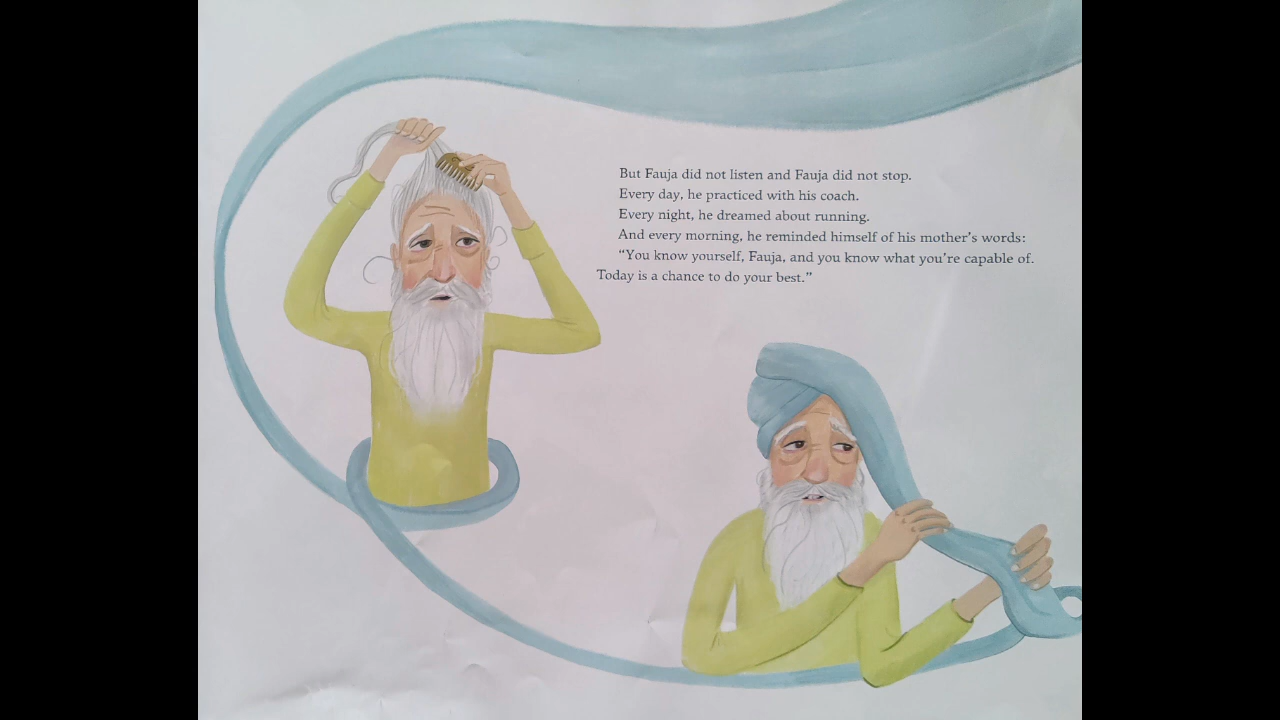 But Fauja did not listen and Fauja did not stop.
Every day, he practiced with his coach.
Every night, he dreamed about running.
And every morning, he reminded himself of his mother's words:
“You know yourself, Fauja, and you know what you're capable of.
Today is a chance to do your best.”